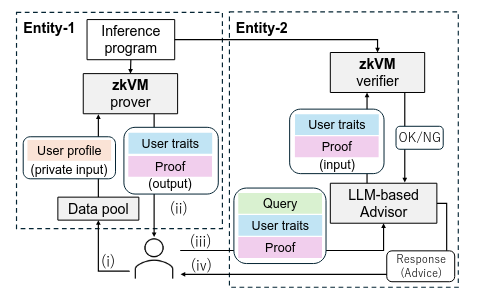 Entity-1
Inference
program
zkVM
prover
User profile
(private input)
User traits
Proof
(output)
Data pool
(i)
(ii)
Entity-2
zkVM
verifier
User traits
Proof
(input)
OK/NG
LLM-based
Advisor
Query
User traits
Proof
(iii)
(iv)
Response
(Advice)